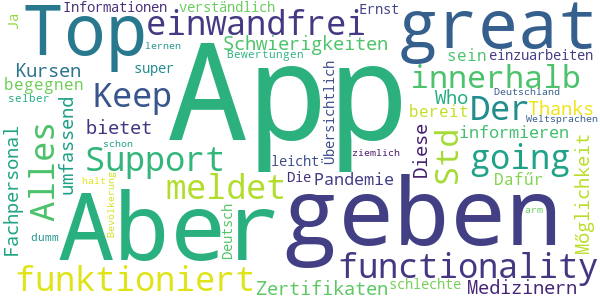 Ja Informationen verständlich Ernst great
Top einwandfrei
Schwierigkeiten sein einzuarbeiten
Kursen lernen super Bewertungen
begegnen Keep App Übersichtlich innerhalb
selber Who Der Deutschland
umfassend bietet bereit Thanks
Weltsprachen
Alles Support leicht Diese Std informieren
schon ziemlich going
Fachpersonal meldet Die Pandemie Dafür Möglichkeit
halt Bevölkerung
Aber Deutsch geben arm
dumm
funktioniert functionality
Zertifikaten schlechte Medizinern